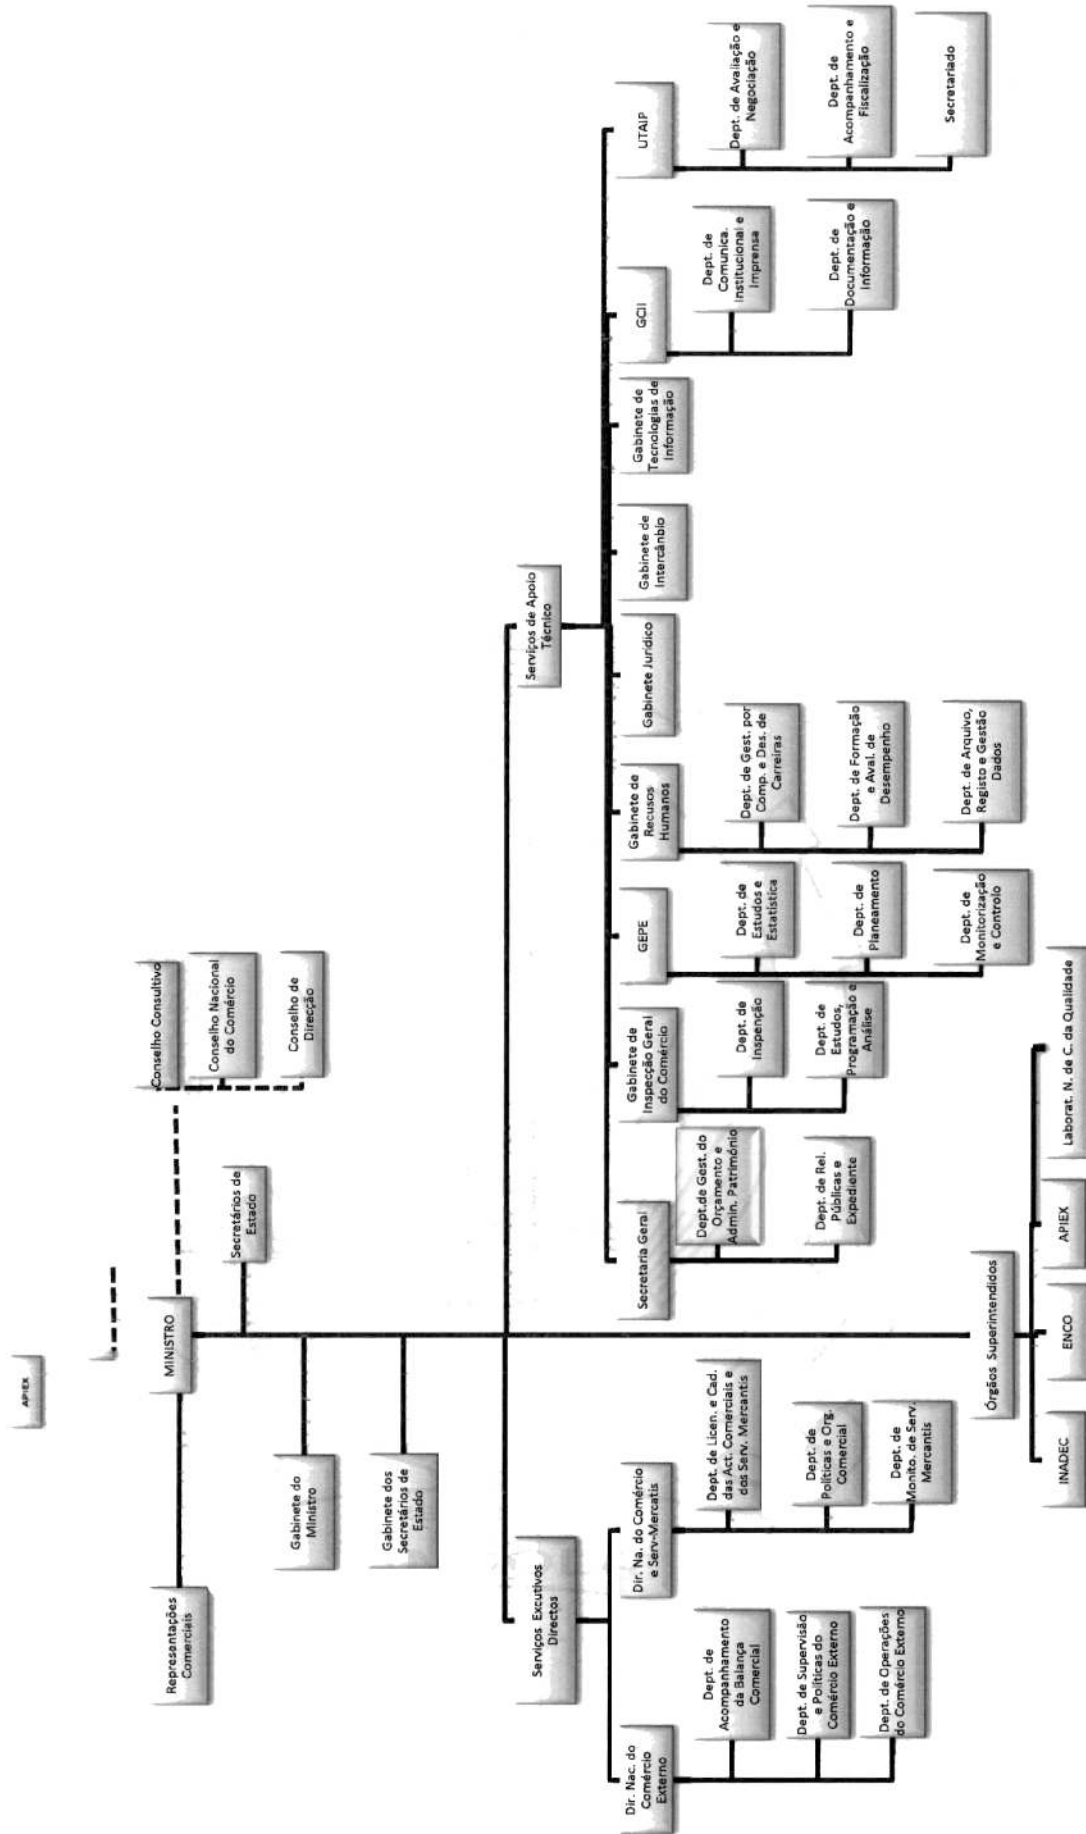 APIEX
Representações
Comerciais
MINISTRO
Conselho Consultivo
Conselho Nacional
do Comércio
Conselho de
Direcção
Secretários de
Estado
Gabinete do
Ministro
Gabinete dos
Secretários de
Estado
Serviços Excutivos
Directos
Serviços de Apoio
Técnico
Dir. Nac. do
Comércio
Externo
Dept. de
Acompanhamento
da Balança
Comercial
Dept. de Supervisão
e Políticas do
Comércio Externo
Dept. de Operações
do Comércio Externo
Dir. Na. do Comércio
e Serv-Mercatis
Dept. de Licen. e Cad.
das Act. Comerciais e
dos Serv. Mercantis
Dept. de
Políticas e Org.
Comercial
Dept. de
Monito. de Serv.
Mercantis
Secretaria Geral
Dept.de Gest. do
Orçamento e
Admin. Património
Dept. de Rel.
Públicas e
Expediente
Gabinete de
Inspecção Geral
do Comércio
Dept. de
Inspenção
Dept. de
Estudos,
Programação e
Análise
GEPE
Dept. de
Estudos e
Estatística
Dept. de
Planeamento
Dept. de
Monitorização
e Controlo
Gabinete de
Recusos
Humanos
Dept. de Gest. por
Comp. e Des. de
Carreiras
Dept. de Formação
e Aval. de
Desempenho
Dept. de Arquivo,
Registo e Gestão
Dados
Gabinete Jurídico
Gabinete de
Intercâmbio
Gabinete de
Tecnologias de
Informação
GCII
Dept. de
Comunica.
Institucional e
Imprensa
Dept. de
Documentação e
Informação
UTAIP
Dept. de Avaliação e
Negociação
Dept. de
Acompanhamento e
Fiscalização
Secretariado
Órgãos Superintendidos
INADEC
ENCO
APIEX
Laborat. N. de C. da Qualidade